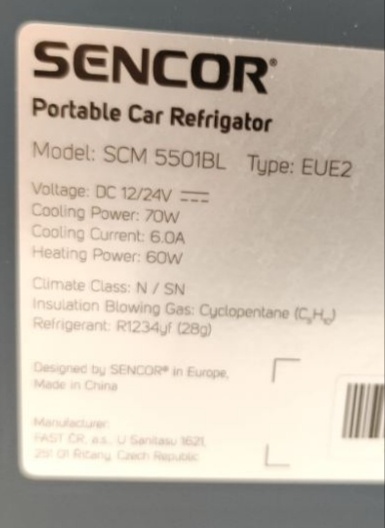 SENCOR®
Portable Car Refrigator
Model: SCM 5501BL Type: EUE2
Voltage: DC 12/24V ⎓
Cooling Power: 70W
Cooling Current: 6.0A
Heating Power: 60W
Climate Class: N / SN
Insulation Blowing Gas: Cyclopentane (C₅H₁₀)
Refrigerant: R1234yf (28g)
Designed by SENCOR® in Europe,
Made in China
Manufacturer:
FAST ČR, a.s., U Sanitasu 1621,
251 01 Říčany, Czech Republic